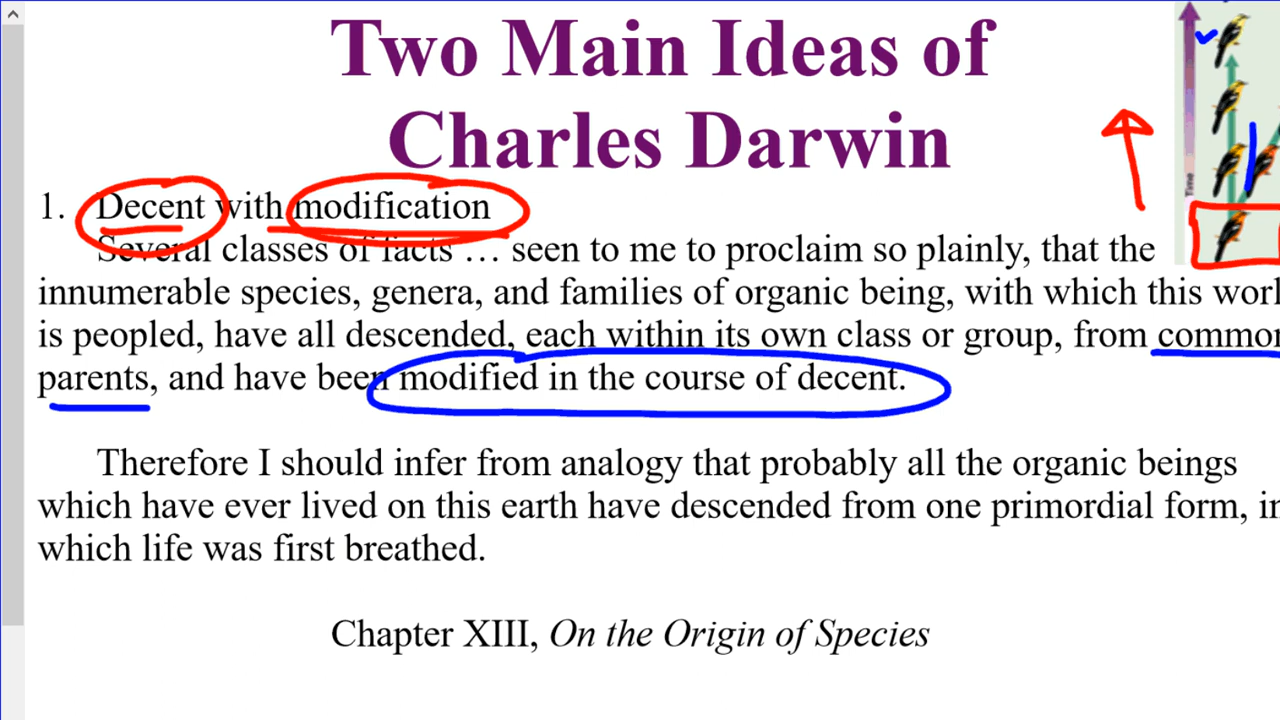 Two Main Ideas of
Charles Darwin
1. Decent with modification
Several classes of facts … seen to me to proclaim so plainly, that the
innumerable species, genera, and families of organic being, with which this worl
is peopled, have all descended, each within its own class or group, from common
parents, and have been modified in the course of decent.
Therefore I should infer from analogy that probably all the organic beings
which have ever lived on this earth have descended from one primordial form, in
which life was first breathed.
Chapter XIII, On the Origin of Species
Time